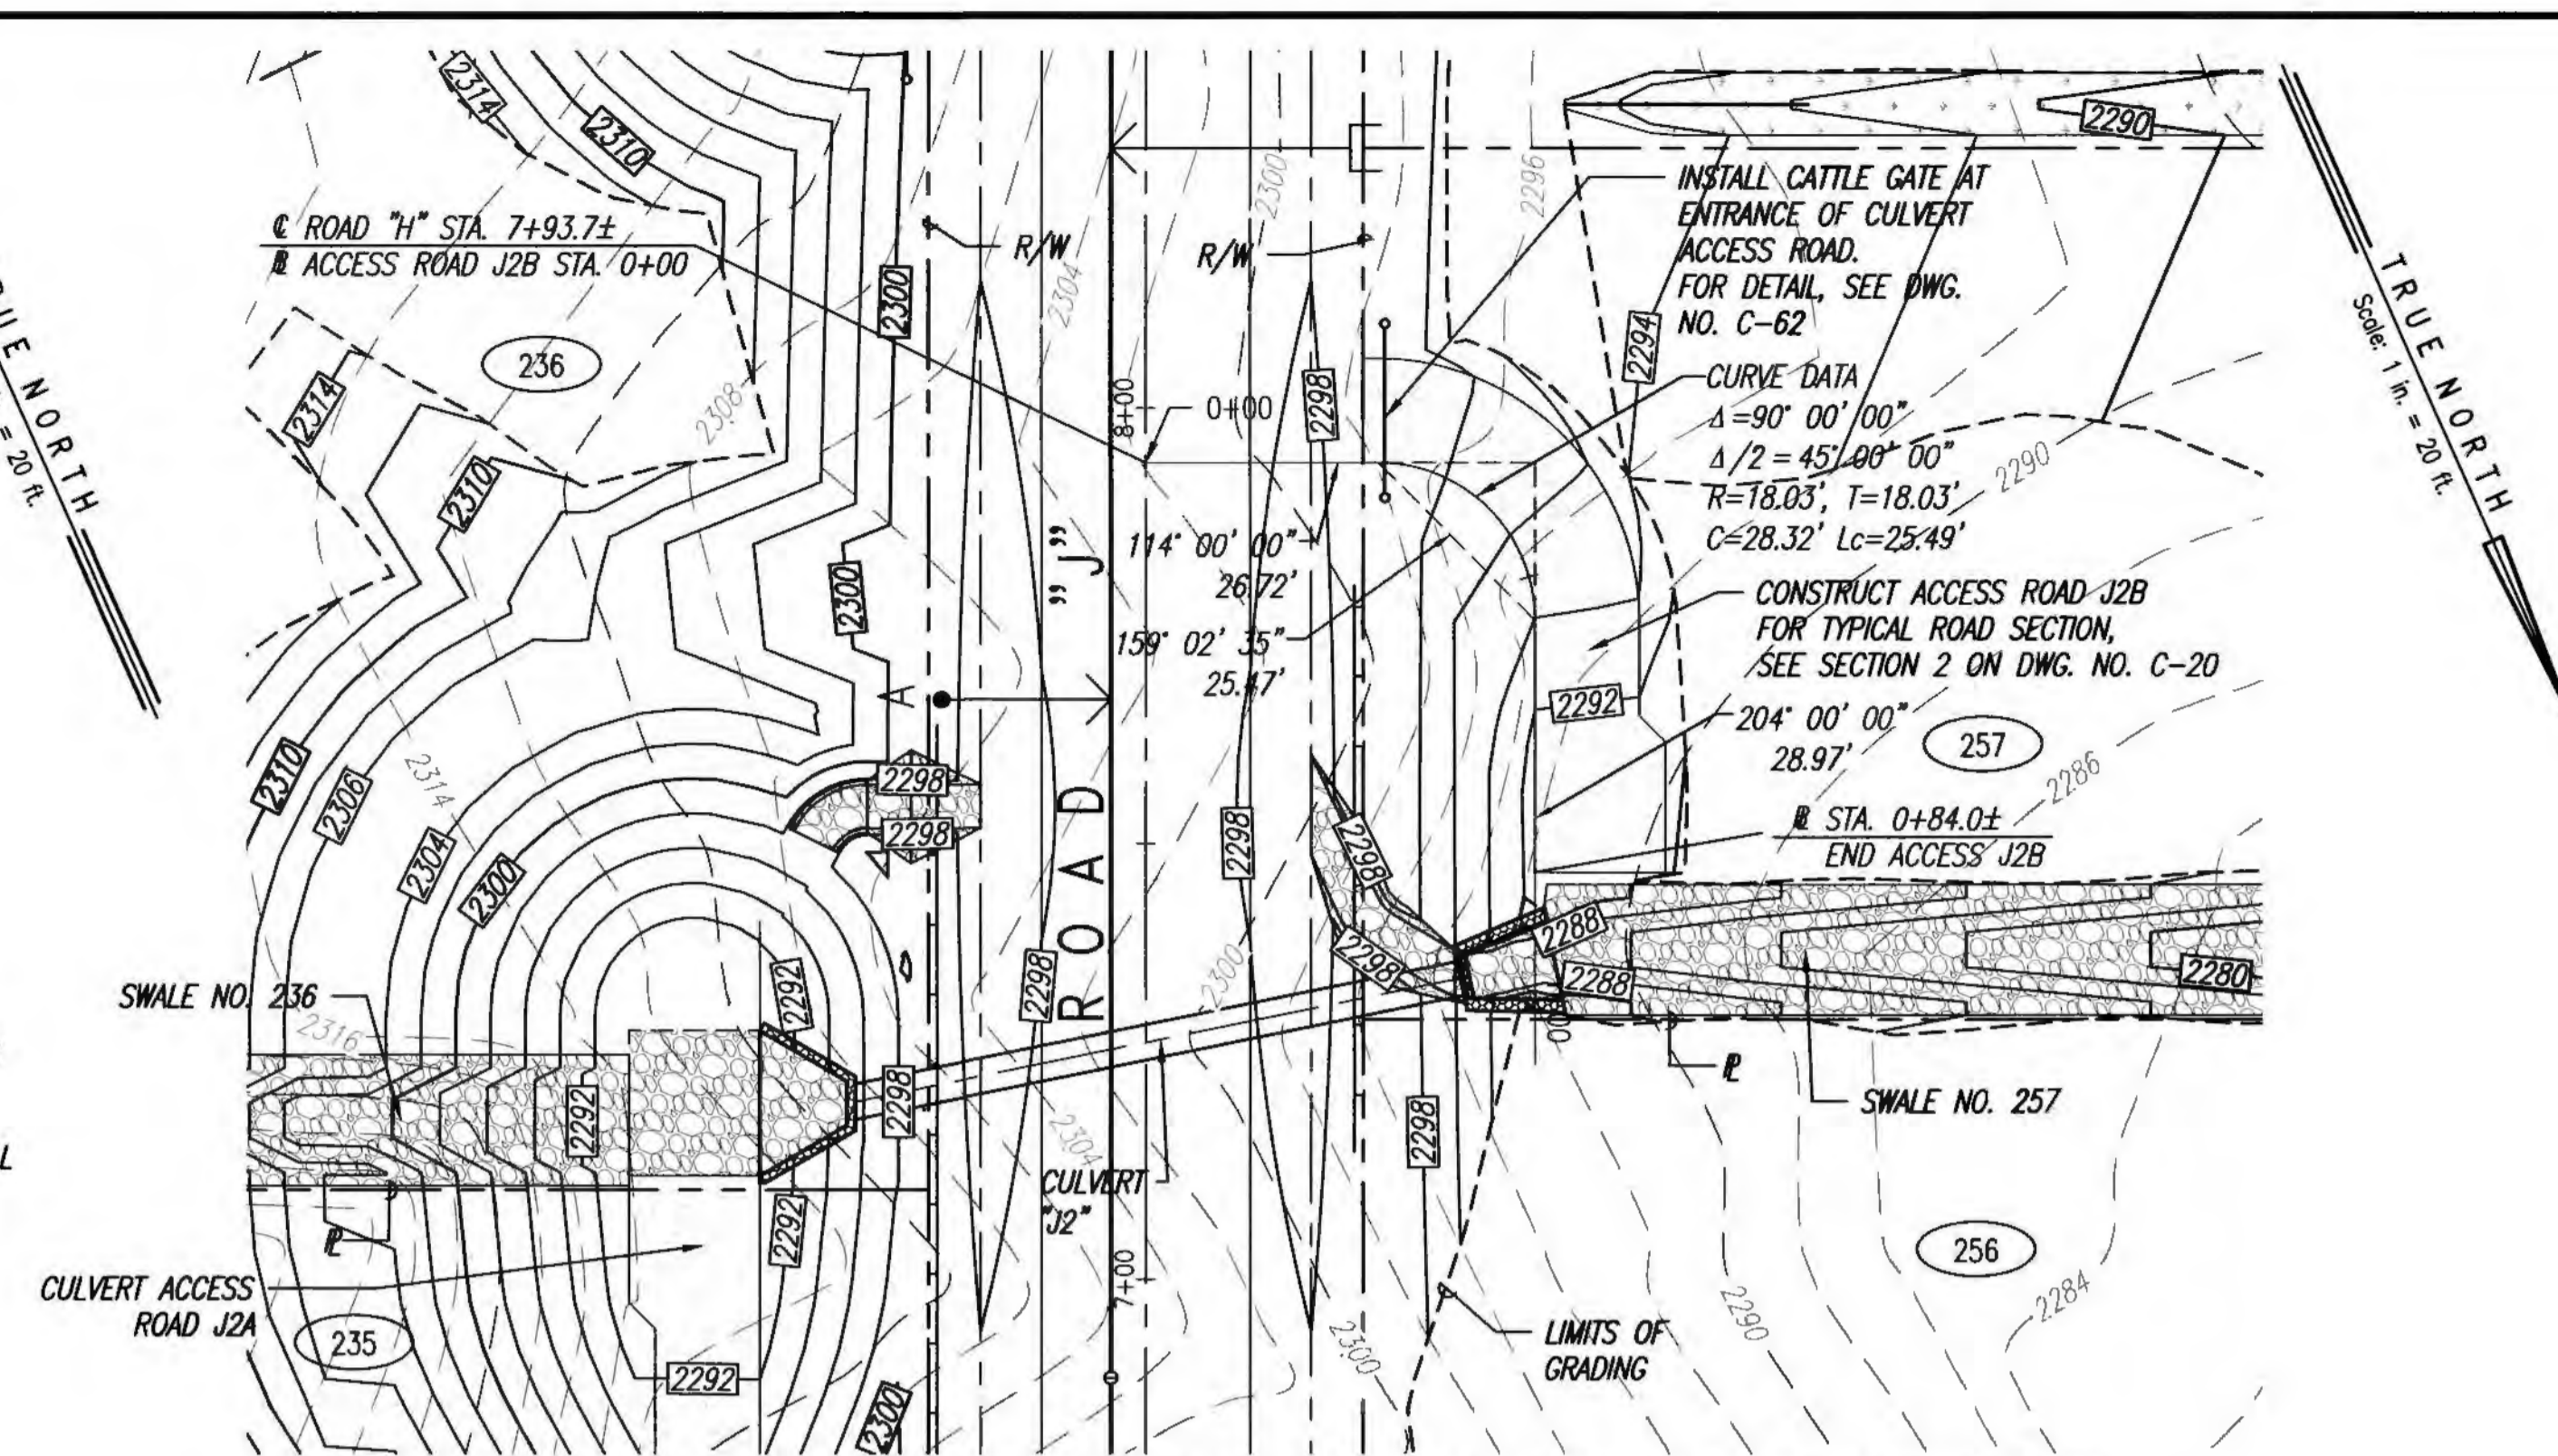 2314
2310
2290
INSTALL CATTLE GATE AT
ENTRANCE OF CULVERT
ACCESS ROAD.
FOR DETAIL, SEE DWG.
NO. C-62
2300
2296
℄ ROAD "H" STA. 7+93.7±
ACCESS ROAD J2B STA. 0+00
R/W
R/W
2300
2304
TRUE NORTH
Scale: 1 in. = 20 ft.
NORTH
= 20 ft.
236
2314
2308
8+00
0+00
2298
2294
CURVE DATA
Δ=90° 00' 00"
Δ/2=45° 00' 00"
R=18.03', T=18.03'
C=28.32' Lc=25.49'
2290
2310
2300
114° 00' 00"
26.72'
159° 02' 35"
25.47'
CONSTRUCT ACCESS ROAD J2B
FOR TYPICAL ROAD SECTION,
SEE SECTION 2 ON DWG. NO. C-20
2292
204° 00' 00"
28.97'
257
2286
A
ROAD "J"
2310
2306
2314
2304
2300
2298
2298
2298
2298
STA. 0+84.0±
END ACCESS J2B
2288
2298
2288
2280
2298
2300
2292
SWALE NO. 236
2316
2292
2298
00
℄
SWALE NO. 257
2298
2304
L
CULVERT
"J2"
2292
℄
CULVERT ACCESS
ROAD J2A
235
7+00
256
2284
2290
2300
LIMITS OF
GRADING
2292
2300